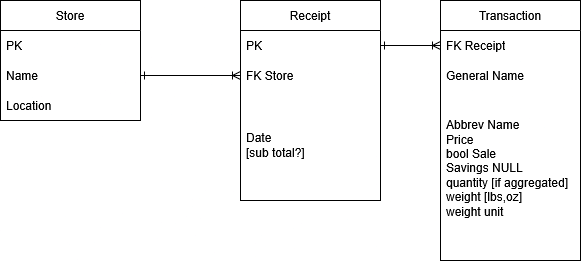 Store
PK
Name
Location
Receipt
PK
FK Store
Date
[sub total?]
Transaction
FK Receipt
General Name
Abbrev Name
Price
bool Sale
Savings NULL
quantity [if aggregated]
weight [lbs,oz]
weight unit